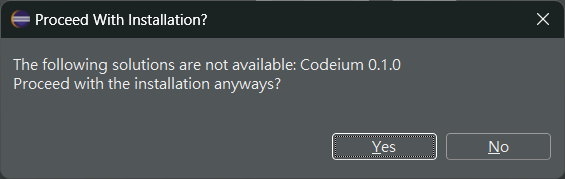 Proceed With Installation?
The following solutions are not available: Codeium 0.1.0
Proceed with the installation anyways?
Yes
No